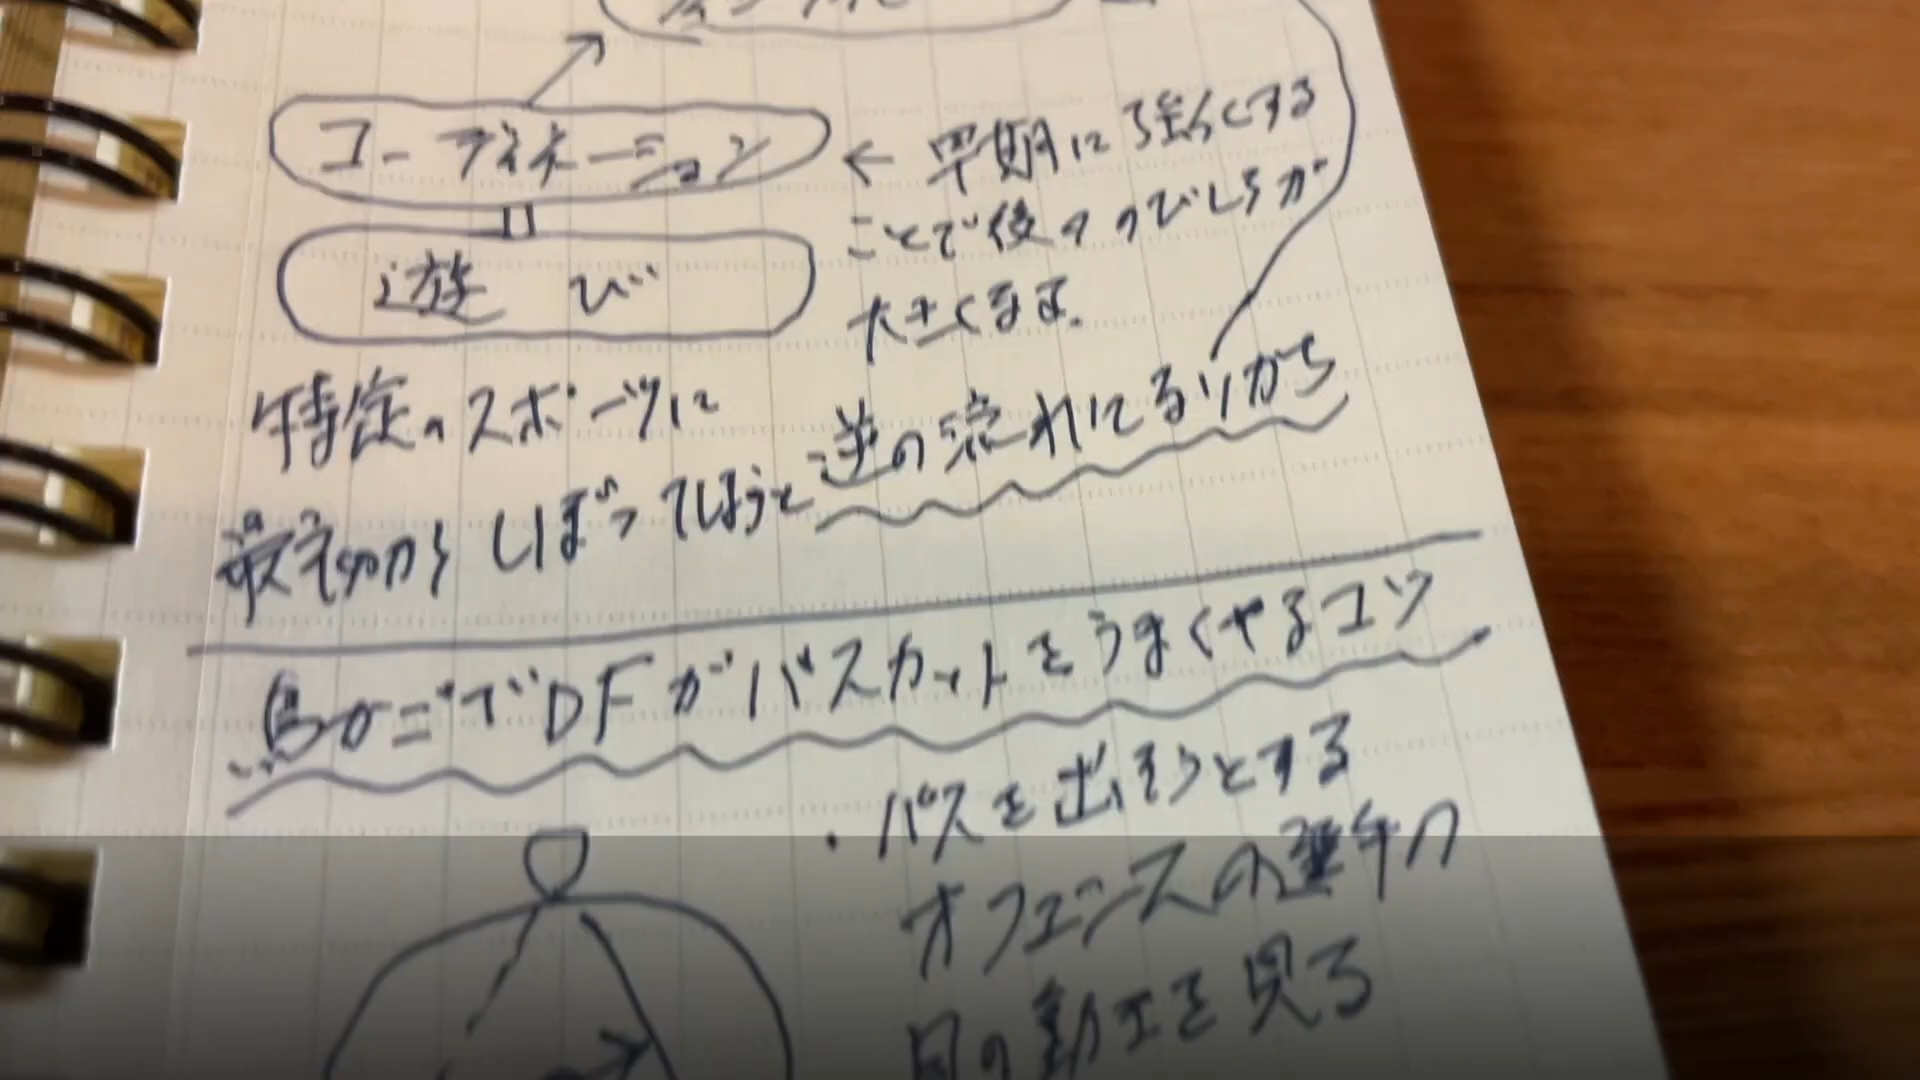 コーディネーション
← 早期に強くする
ことで後ののびしろが
大きくなる。
遊び
特定のスポーツに
最初からしぼってしまうと逆の流れになりがち
鳥カゴでDFがパスカットをうまくやるコツ
・パスを出そうとする
オフェンスの選手の
目の動きを見る